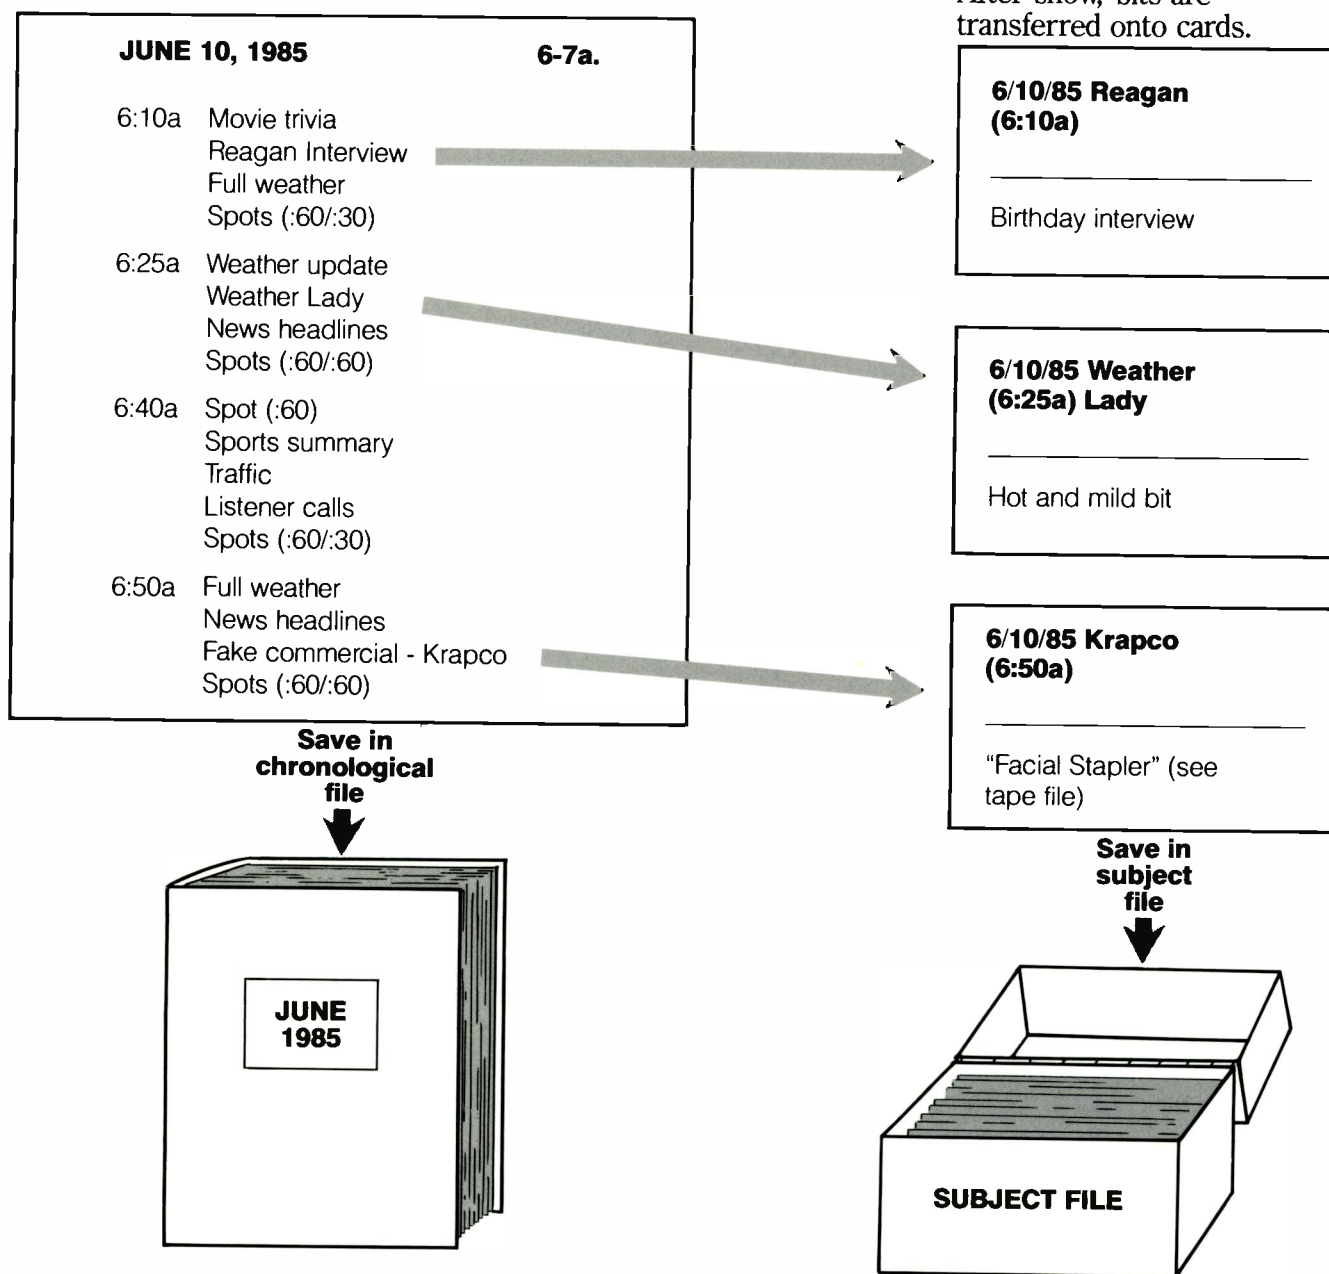 After show, bits are
transferred onto cards.
JUNE 10, 1985 6-7a.
6:10a Movie trivia
Reagan Interview
Full weather
Spots (:60/:30)
6:25a Weather update
Weather Lady
News headlines
Spots (:60/:60)
6:40a Spot (:60)
Sports summary
Traffic
Listener calls
Spots (:60/:30)
6:50a Full weather
News headlines
Fake commercial - Krapco
Spots (:60/:60)
6/10/85 Reagan
(6:10a)
Birthday interview
6/10/85 Weather
(6:25a) Lady
Hot and mild bit
6/10/85 Krapco
(6:50a)
"Facial Stapler" (see
tape file)
Save in
chronological
file
JUNE
1985
Save in
subject
file
SUBJECT FILE